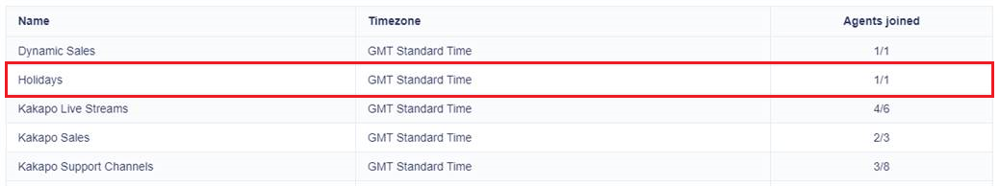 Name Timezone Agents joined
Dynamic Sales GMT Standard Time 1/1
Holidays GMT Standard Time 1/1
Kakapo Live Streams GMT Standard Time 4/6
Kakapo Sales GMT Standard Time 2/3
Kakapo Support Channels GMT Standard Time 3/8